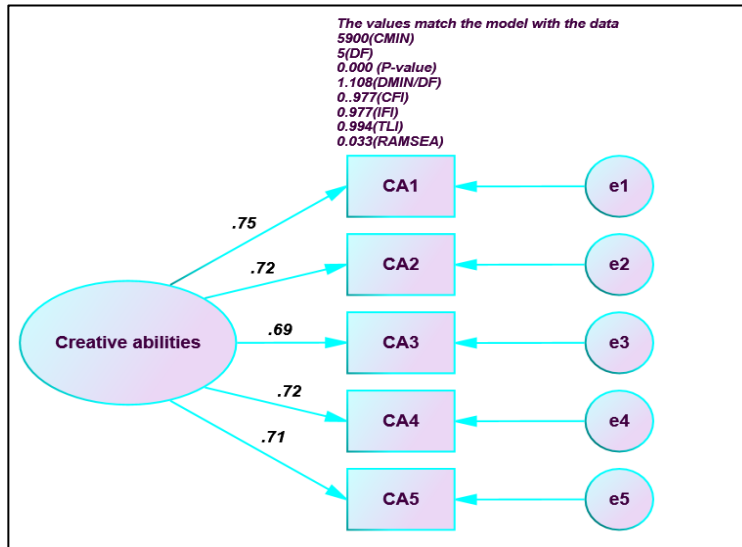 The values match the model with the data
5900(CMIN)
5(DF)
0.000 (P-value)
1.108(DMIN/DF)
0..977(CFI)
0.977(IFI)
0.994(TLI)
0.033(RAMSEA)
CA1
e1
.75
CA2
e2
.72
Creative abilities
.69
CA3
e3
.72
CA4
e4
.71
CA5
e5